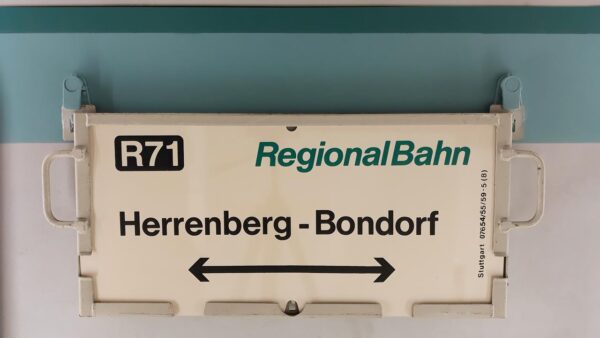 R71 RegionalBahn
Herrenberg - Bondorf
Stuttgart 07654/55/59-5 (8)